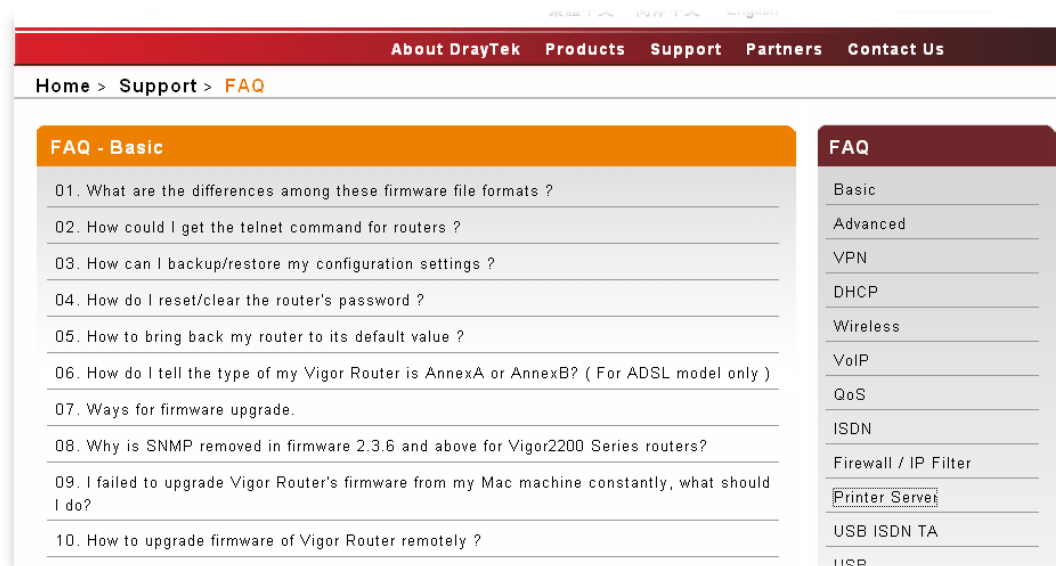 About DrayTek Products Support Partners Contact Us
Home > Support > FAQ
FAQ - Basic
01. What are the differences among these firmware file formats ?
02. How could I get the telnet command for routers ?
03. How can I backup/restore my configuration settings ?
04. How do I reset/clear the router's password ?
05. How to bring back my router to its default value ?
06. How do I tell the type of my Vigor Router is AnnexA or AnnexB? ( For ADSL model only )
07. Ways for firmware upgrade.
08. Why is SNMP removed in firmware 2.3.6 and above for Vigor2200 Series routers?
09. I failed to upgrade Vigor Router's firmware from my Mac machine constantly, what should
I do?
10. How to upgrade firmware of Vigor Router remotely ?
FAQ
Basic
Advanced
VPN
DHCP
Wireless
VoIP
QoS
ISDN
Firewall / IP Filter
Printer Server
USB ISDN TA